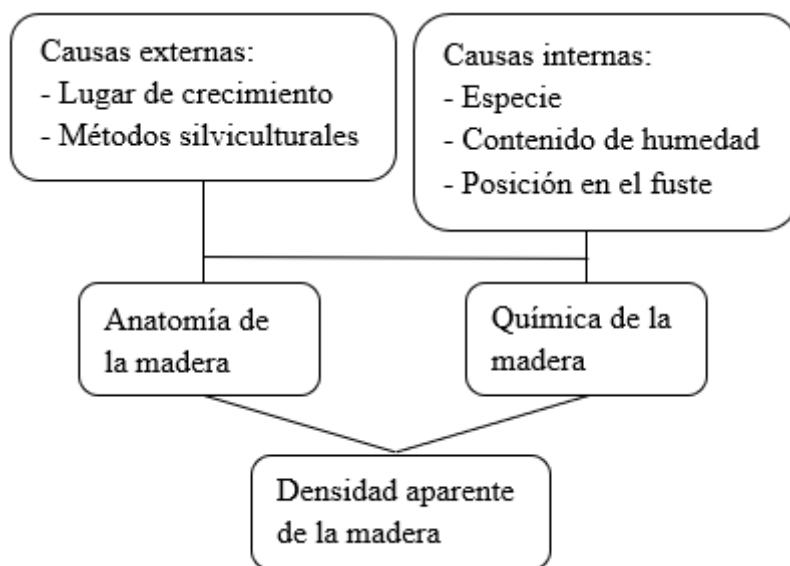 Causas externas:
- Lugar de crecimiento
- Métodos silviculturales
Causas internas:
- Especie
- Contenido de humedad
- Posición en el fuste
Anatomía de
la madera
Química de la
madera
Densidad aparente
de la madera